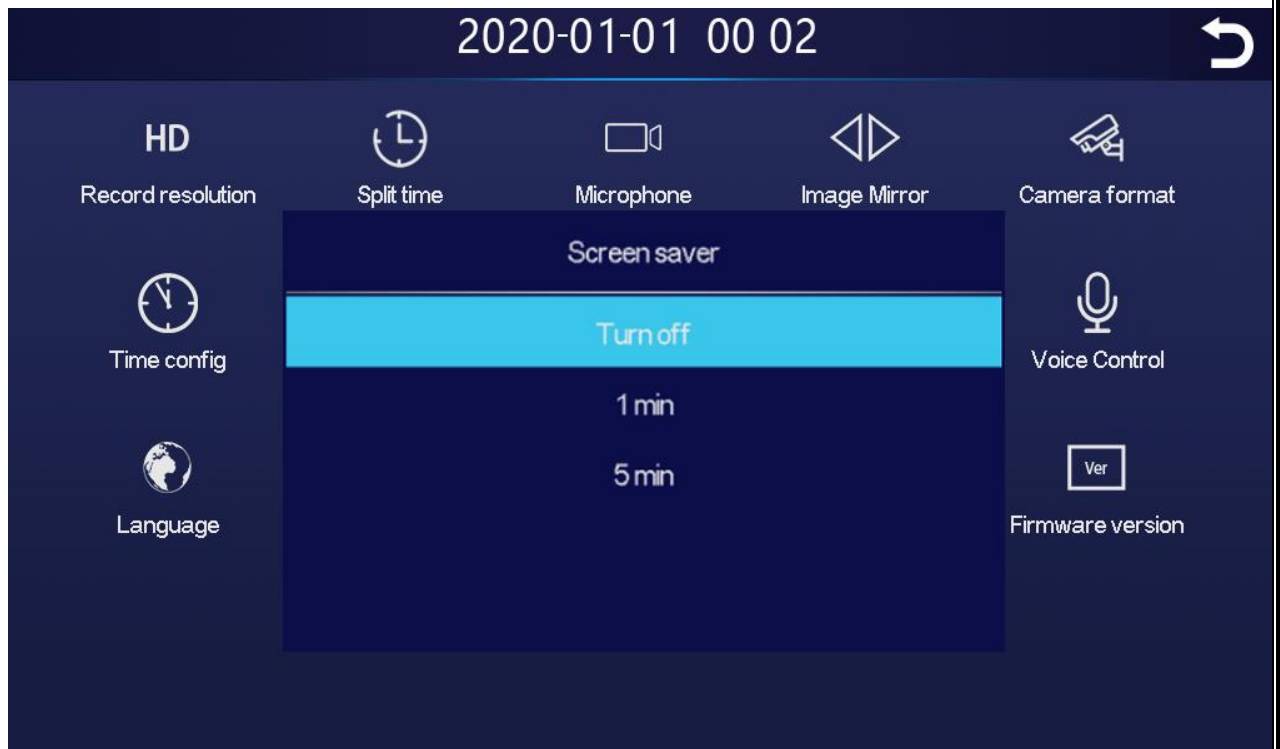 2020-01-01 00 02
HD
Record resolution
Split time
Microphone
Image Mirror
Camera format
Screen saver
Turn off
1 min
5 min
Time config
Voice Control
Language
Ver
Firmware version